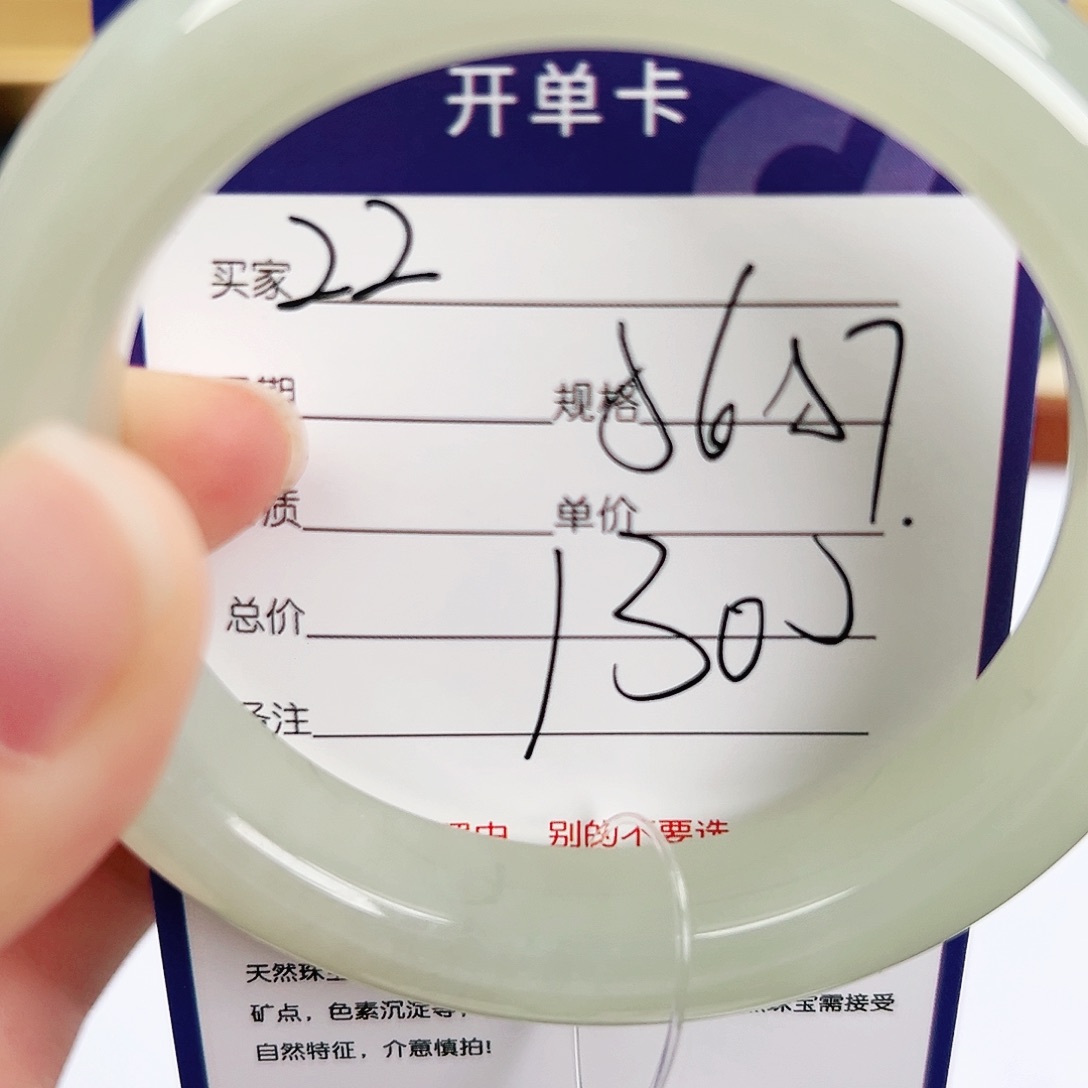 开单卡
买家 22
期 规格
质 单价
总价 1300
注
别的不要选
天然珠
矿点，色素沉淀等， 珠宝需接受
自然特征，介意慎拍!